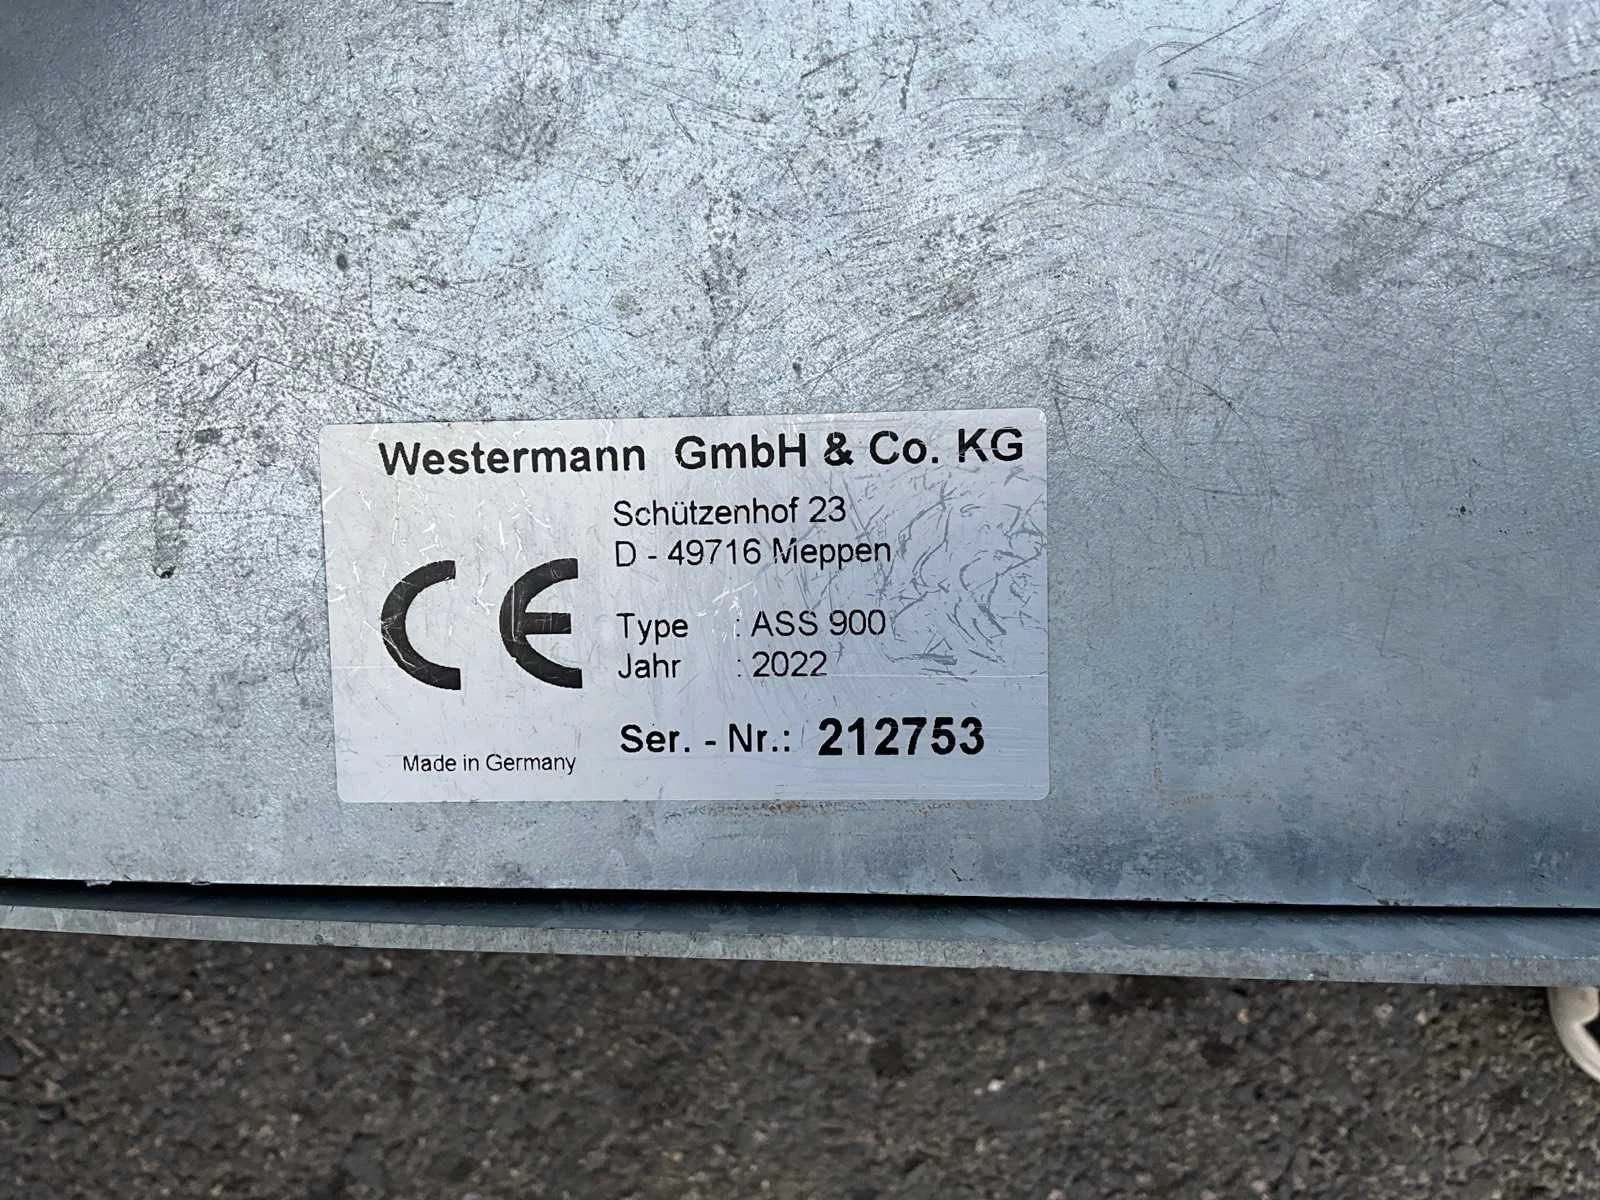 Westermann GmbH & Co. KG
Schützenhof 23
D - 49716 Meppen
CE
Type : ASS 900
Jahr : 2022
Ser. - Nr.: 212753
Made in Germany